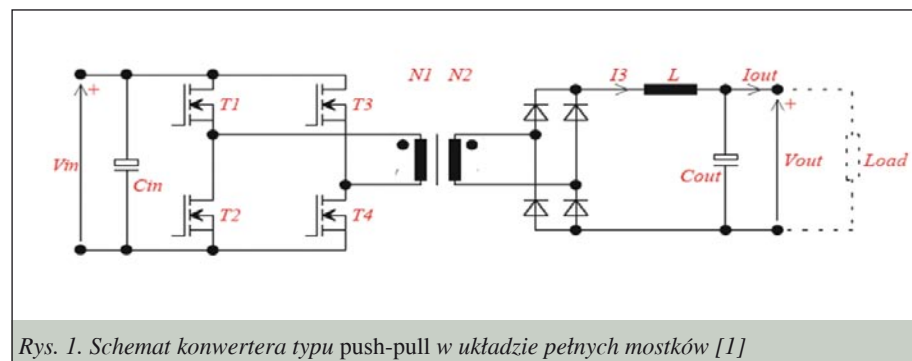 N1 N2 I3 L Iout
+ T1 T3 +
Vin Cin Cout Vout Load
T2 T4
Rys. 1. Schemat konwertera typu push-pull w układzie pełnych mostków [1]